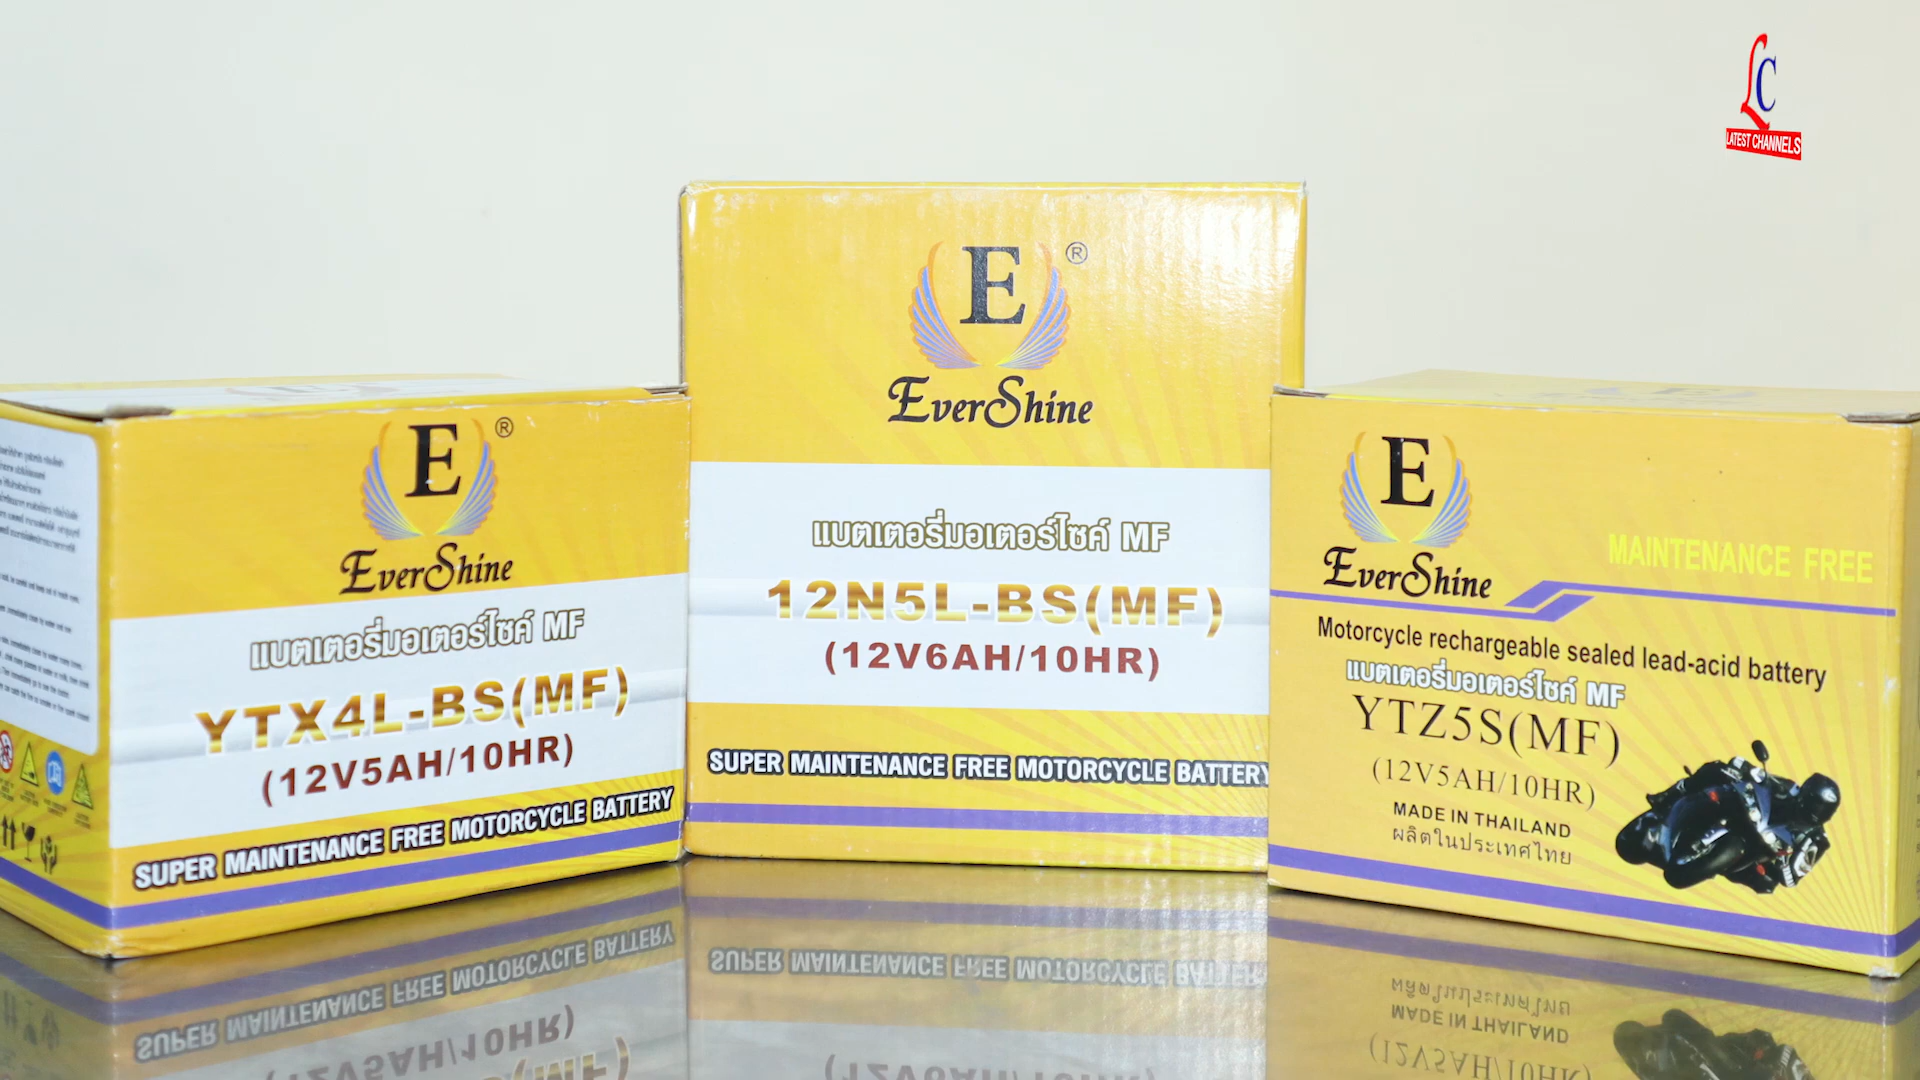 LC
LATEST CHANNELS
E ®
EverShine
แบตเตอรี่มอเตอร์ไซค์ MF
YTX4L-BS(MF)
(12V5AH/10HR)
SUPER MAINTENANCE FREE MOTORCYCLE BATTERY
E ®
EverShine
แบตเตอรี่มอเตอร์ไซค์ MF
12N5L-BS(MF)
(12V6AH/10HR)
SUPER MAINTENANCE FREE MOTORCYCLE BATTERY
E
EverShine
MAINTENANCE FREE
Motorcycle rechargeable sealed lead-acid battery
แบตเตอรี่มอเตอร์ไซค์ MF
YTZ5S(MF)
(12V5AH/10HR)
MADE IN THAILAND
ผลิตในประเทศไทย